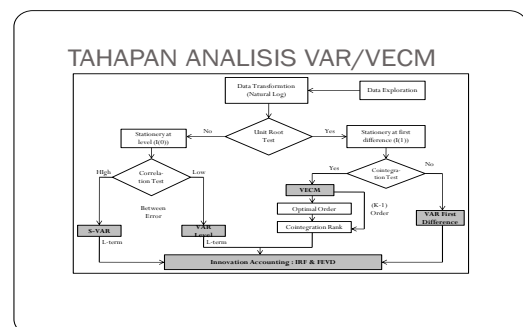 TAHAPAN ANALISIS VAR/VECM
Data Transformtion
(Natural Log)
Data Exploration
Stationery at
level (I(0))
No
Unit Root
Test
Yes
Stationery at first
difference (I(1))
HIgh
Correla-
tion Test
Low
Yes
Cointegra-
tion Test
No
Between
Error
VECM
Optimal Order
Cointegration Rank
(K-1)
Order
S-VAR
VAR
Level
VAR First
Difference
L-term
L-term
Innovation Accounting : IRF & FEVD